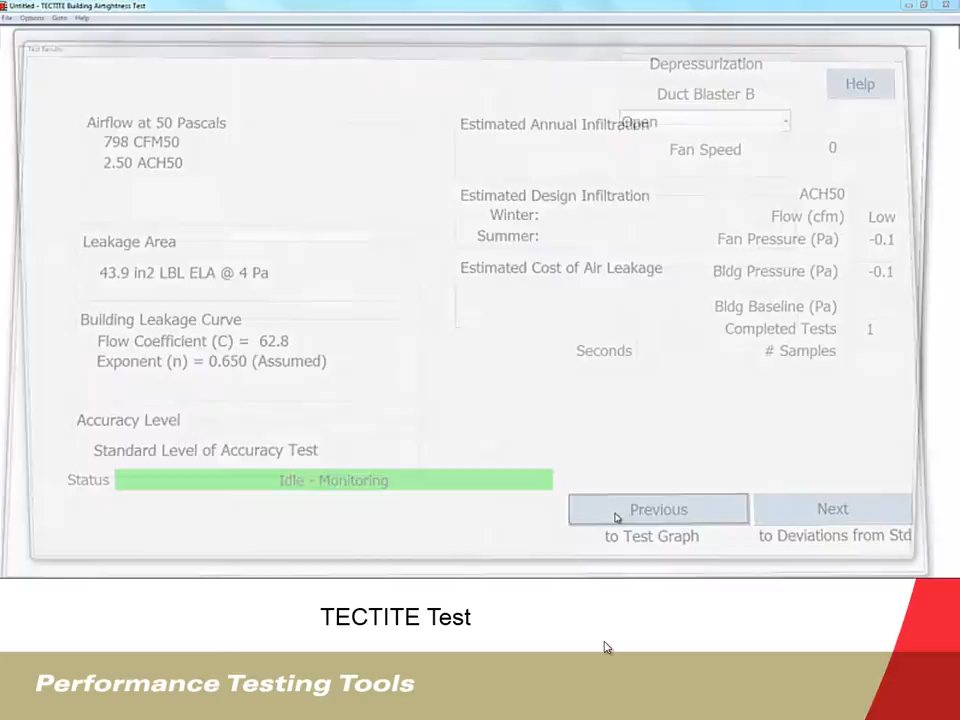 Untitled - TECTITE Building Airtightness Test
File Options Goto Help
Test Results
Depressurization
Help
Duct Blaster B
Airflow at 50 Pascals
798 CFM50
2.50 ACH50
Estimated Annual Infiltration
Open
Fan Speed 0
Estimated Design Infiltration
Winter:
Summer:
ACH50
Flow (cfm) Low
Fan Pressure (Pa) -0.1
Leakage Area
43.9 in2 LBL ELA @ 4 Pa
Estimated Cost of Air Leakage
Bldg Pressure (Pa) -0.1
Bldg Baseline (Pa)
Completed Tests 1
Seconds # Samples
Building Leakage Curve
Flow Coefficient (C) = 62.8
Exponent (n) = 0.650 (Assumed)
Accuracy Level
Standard Level of Accuracy Test
Status Idle - Monitoring
Previous Next
to Test Graph to Deviations from Std
TECTITE Test
Performance Testing Tools